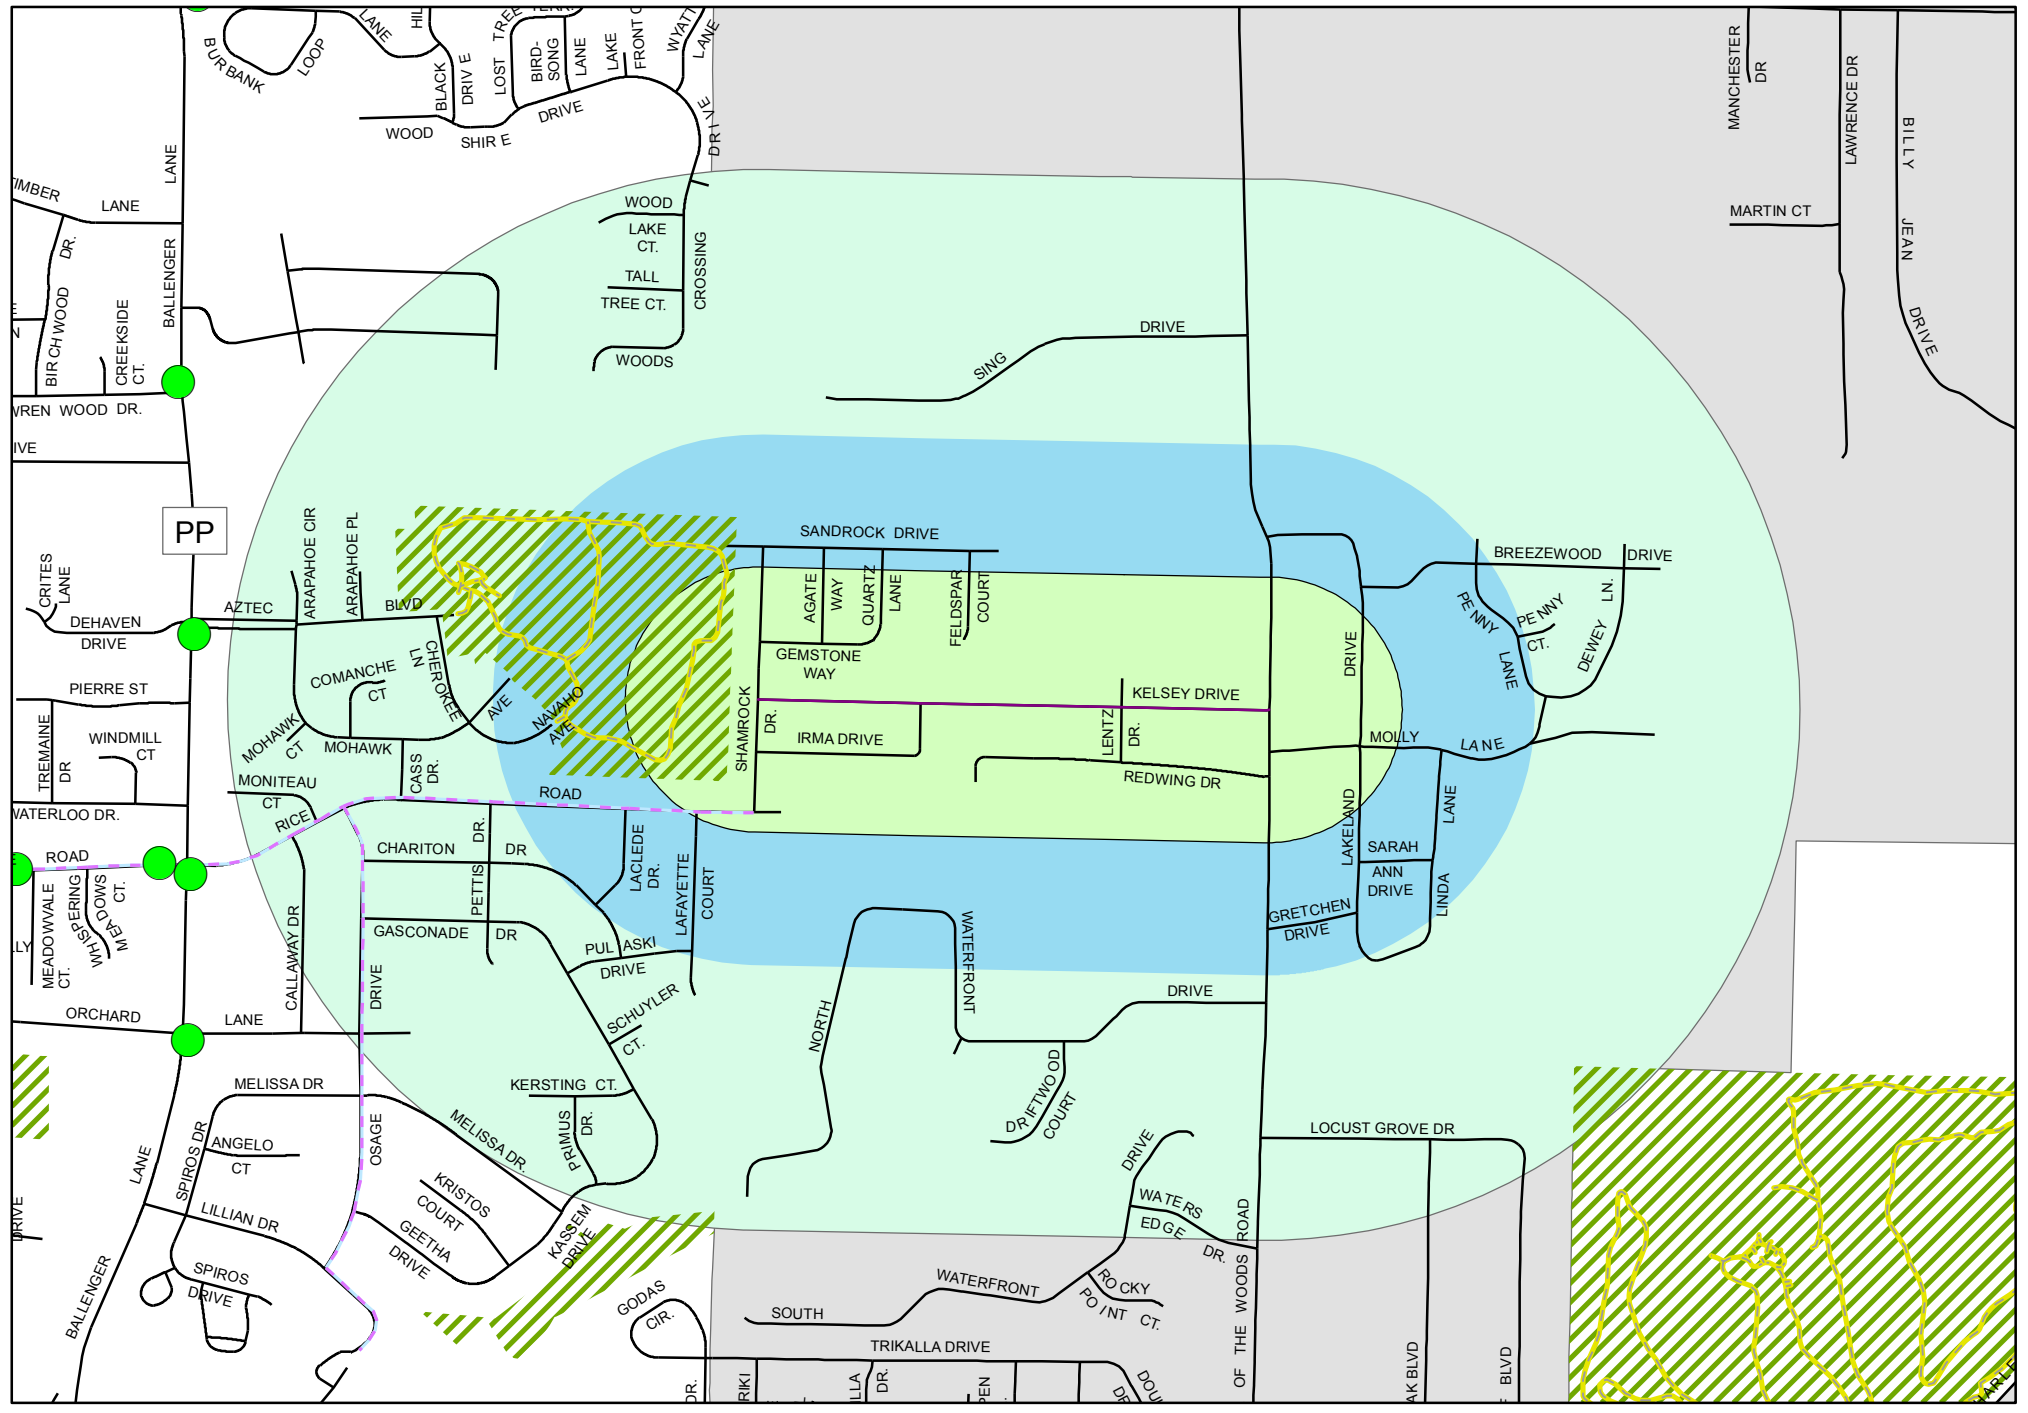 BURBANK
LOOP
LANE
BLACK
DRIVE
LOST TREE
BIRD-
SONG
LANE
LAKE
FRONT
WYATT
LANE
WOOD
SHIRE
DRIVE
DRIVE
MANCHESTER
DR
LAWRENCE DR
BILLY
JEAN
DRIVE
MARTIN CT
LANE
BALLENGER
LANE
DR.
BIRCHWOOD
CREEKSIDE
CT.
WOOD DR.
WOOD
LAKE
CT.
TALL
TREE CT.
CROSSING
WOODS
SING
DRIVE
PP
CRITES
LANE
DEHAVEN
DRIVE
AZTEC
BLVD
ARAPAHOE CIR
ARAPAHOE PL
PIERRE ST
TREMAINE
DR
WINDMILL
CT
WATERLOO DR.
COMANCHE
CT
CHEROKEE
LN
AVE
NAVAHO
AVE
MOHAWK
CT
MOHAWK
CASS
DR.
MONITEAU
CT
RICE
ROAD
ROAD
SANDROCK DRIVE
AGATE
WAY
QUARTZ
LANE
FELDSPAR
COURT
GEMSTONE
WAY
SHAMROCK
DR.
KELSEY DRIVE
IRMA DRIVE
LENTZ
DR.
REDWING DR
BREEZEWOOD
DRIVE
PENNY
LANE
PENNY
CT.
DEWEY
LN.
DRIVE
LAKELAND
MOLLY
LANE
LANE
LINDA
SARAH
ANN
DRIVE
GRETCHEN
DRIVE
MEADOWVALE
CT.
WHISPERING
MEADOWS
CT.
CHARITON
DR
DR.
PETTIS
LACLEDE
DR.
LAFAYETTE
COURT
GASCONADE
DR
PULASKI
DRIVE
CALLAWAY DR
DRIVE
OSAGE
ORCHARD
LANE
SCHUYLER
CT.
KERSTING CT.
PRIMUS
DR.
MELISSA DR
MELISSA DR.
SPIROS DR
ANGELO
CT
LILLIAN DR
SPIROS
DRIVE
LANE
BALLENGER
DRIVE
KRISTOS
COURT
GEETHA
DRIVE
KASSEM
DRIVE
GODAS
CIR.
NORTH
WATERFRONT
DRIVE
DRIFTWOOD
COURT
DRIVE
WATERS
EDGE
DR.
ROCKY
POINT CT.
SOUTH
WATERFRONT
TRIKALLA DRIVE
OF THE WOODS ROAD
LOCUST GROVE DR
BLVD
BLVD
DR.
DR.